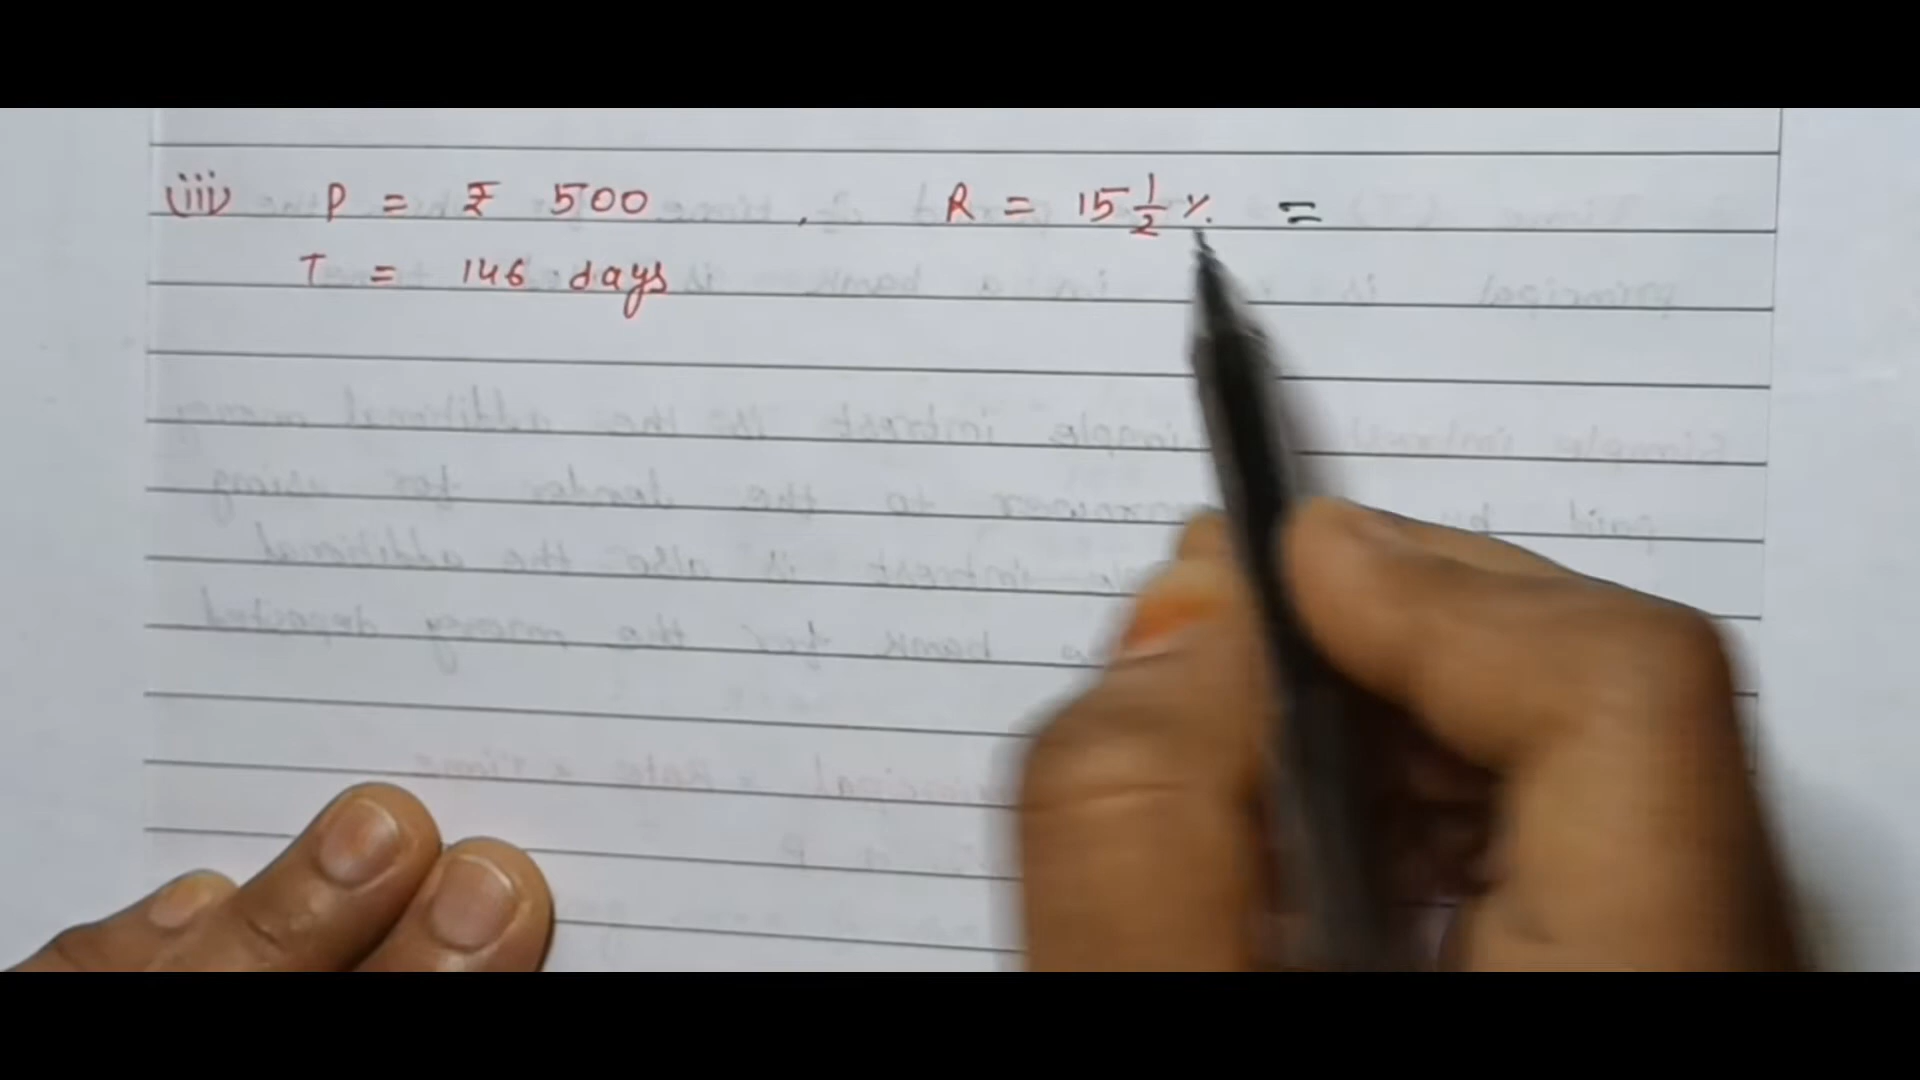 (iii) P = ₹ 500 , R = 15 1/2 % =
T = 146 days